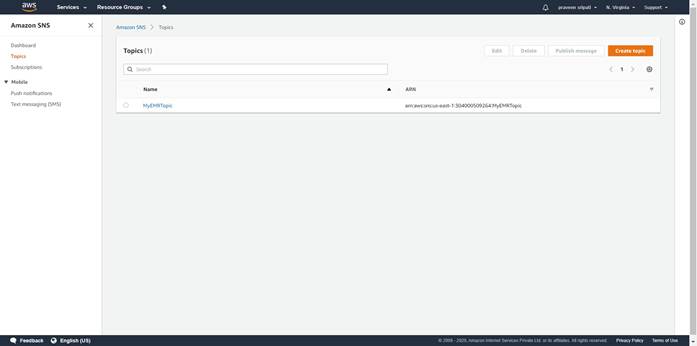 aws Services Resource Groups praveen sripati N. Virginia Support
Amazon SNS
Dashboard
Topics
Subscriptions
Mobile
Push notifications
Text messaging (SMS)
Amazon SNS > Topics
Topics (1)
Edit Delete Publish message Create topic
Search
1
Name ARN
MyEMRTopic arn:aws:sns:us-east-1:304000509264:MyEMRTopic
Feedback English (US) © 2008 - 2020, Amazon Internet Services Private Ltd. or its affiliates. All rights reserved. Privacy Policy Terms of Use